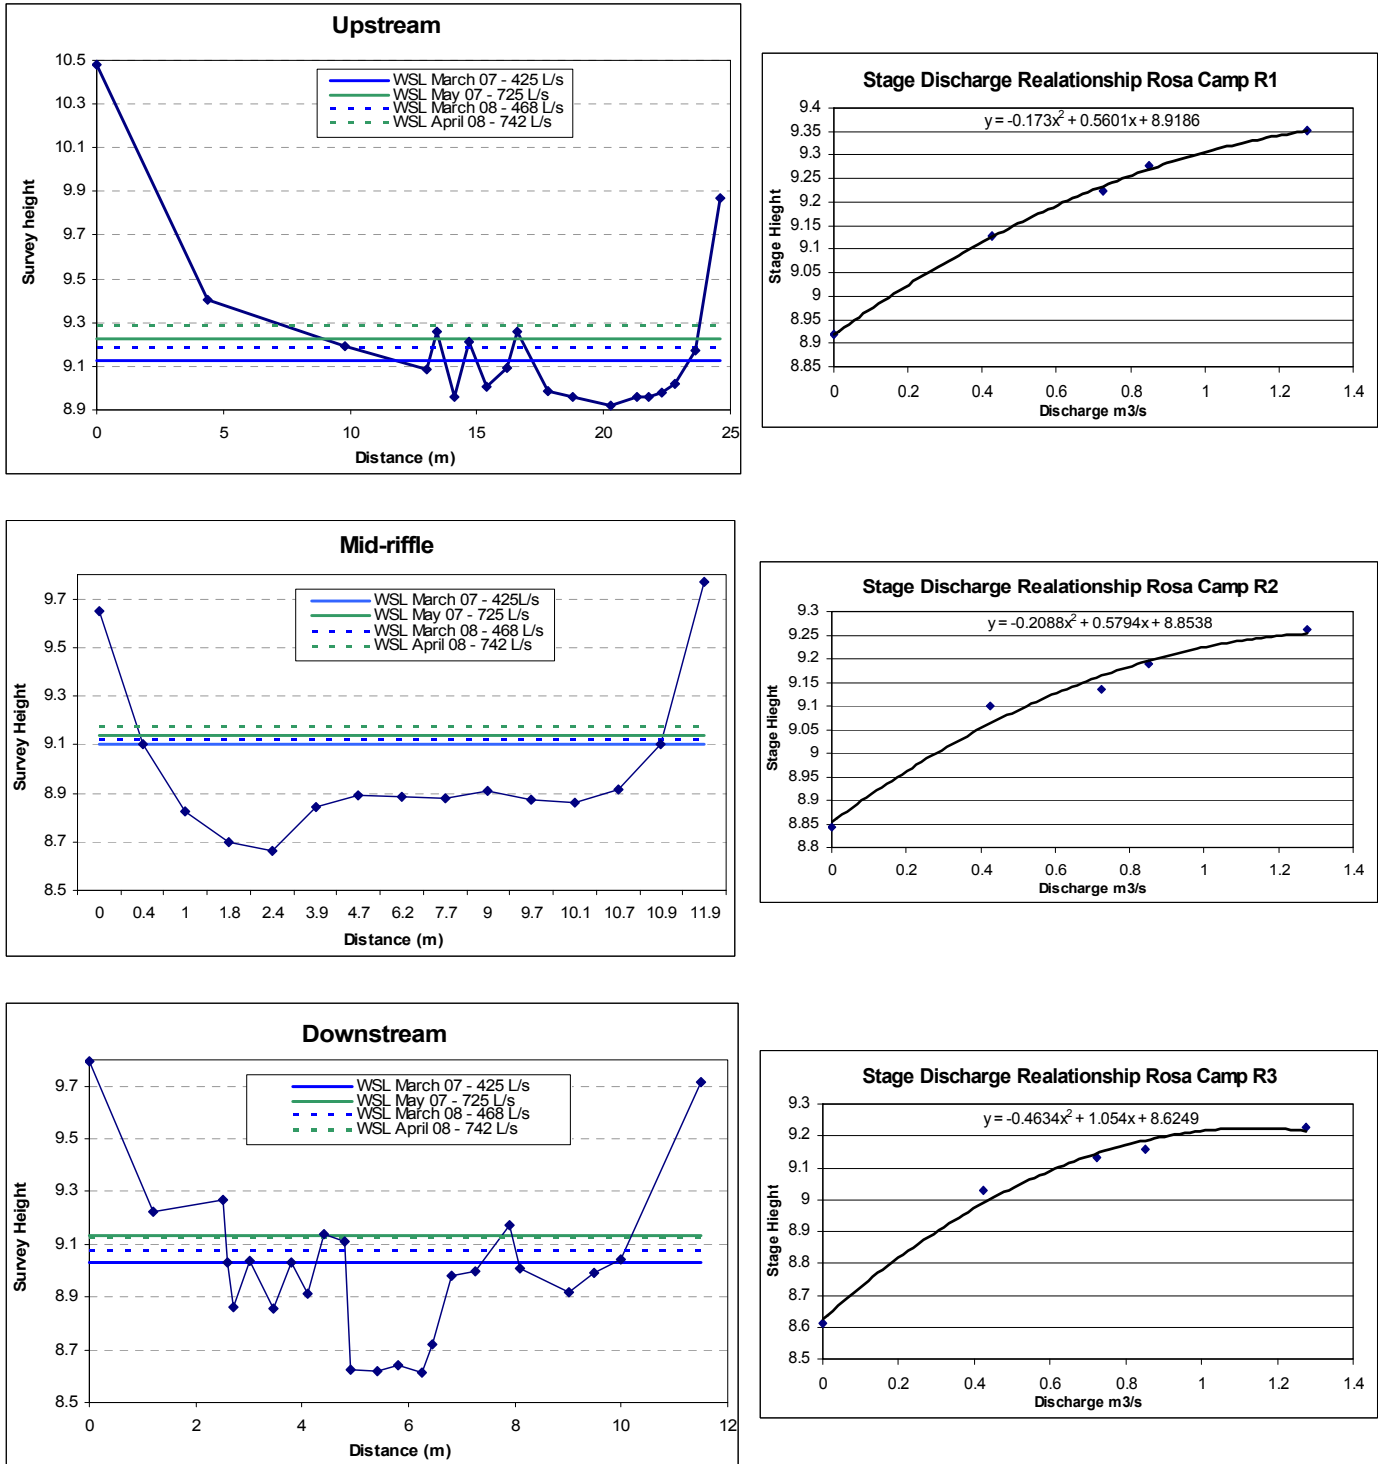 Upstream
10.5
10.3
10.1
9.9
9.7
9.5
9.3
9.1
8.9
Survey height
WSL March 07 - 425 L/s
WSL May 07 - 725 L/s
WSL March 08 - 468 L/s
WSL April 08 - 742 L/s
0 5 10 15 20 25
Distance (m)
Stage Discharge Realationship Rosa Camp R1
y = -0.173x² + 0.5601x + 8.9186
9.4
9.35
9.3
9.25
9.2
9.15
9.1
9.05
9
8.95
8.9
8.85
Stage Hieght
0 0.2 0.4 0.6 0.8 1 1.2 1.4
Discharge m3/s
Mid-riffle
9.7
9.5
9.3
9.1
8.9
8.7
8.5
Survey Height
WSL March 07 - 425L/s
WSL May 07 - 725 L/s
WSL March 08 - 468 L/s
WSL April 08 - 742 L/s
0 0.4 1 1.8 2.4 3.9 4.7 6.2 7.7 9 9.7 10.1 10.7 10.9 11.9
Distance (m)
Stage Discharge Realationship Rosa Camp R2
y = -0.2088x² + 0.5794x + 8.8538
9.3
9.25
9.2
9.15
9.1
9.05
9
8.95
8.9
8.85
8.8
Stage Hieght
0 0.2 0.4 0.6 0.8 1 1.2 1.4
Discharge m3/s
Downstream
9.7
9.5
9.3
9.1
8.9
8.7
8.5
Survey Height
WSL March 07 - 425 L/s
WSL May 07 - 725 L/s
WSL March 08 - 468 L/s
WSL April 08 - 742 L/s
0 2 4 6 8 10 12
Distance (m)
Stage Discharge Realationship Rosa Camp R3
y = -0.4634x² + 1.054x + 8.6249
9.3
9.2
9.1
9
8.9
8.8
8.7
8.6
8.5
Stage Hieght
0 0.2 0.4 0.6 0.8 1 1.2 1.4
Discharge m3/s